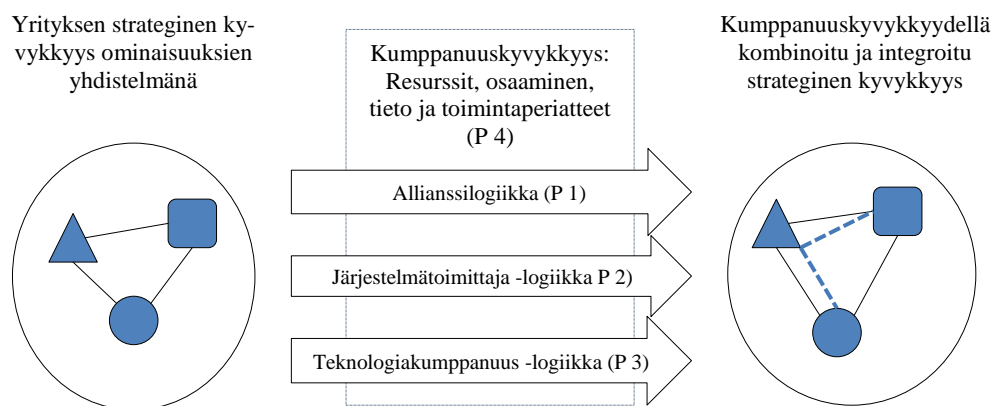 Yrityksen strateginen ky-
vykkyys ominaisuuksien
yhdistelmänä
Kumppanuuskyvykkyys:
Resurssit, osaaminen,
tieto ja toimintaperiatteet
(P 4)
Allianssilogiikka (P 1)
Järjestelmätoimittaja -logiikka P 2)
Teknologiakumppanuus -logiikka (P 3)
Kumppanuuskyvykkyydellä
kombinoitu ja integroitu
strateginen kyvykkyys